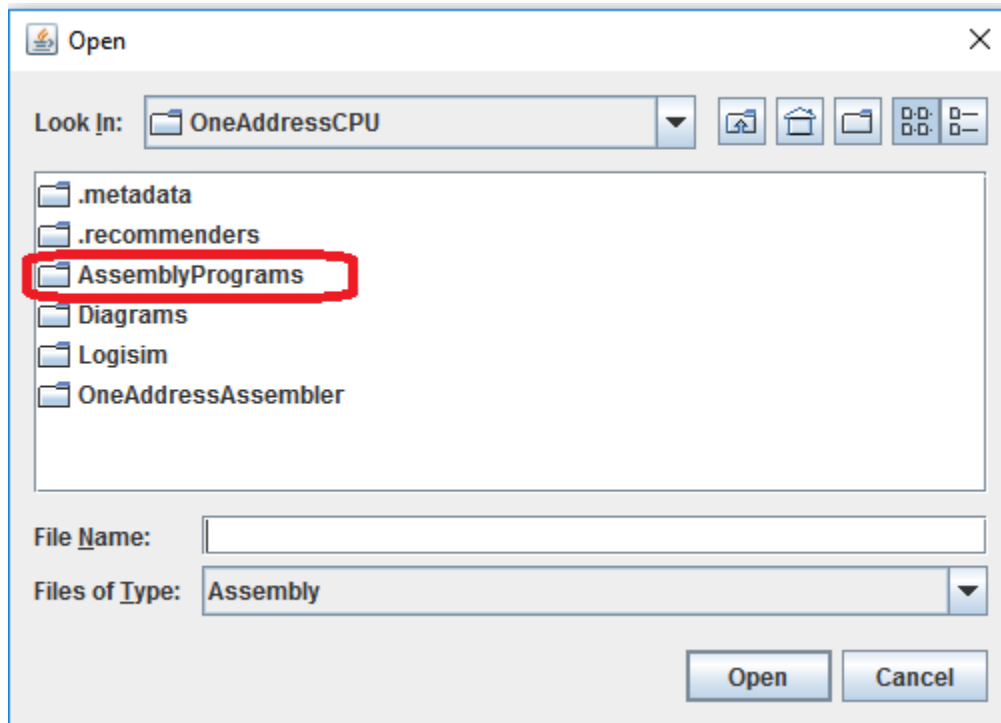 Open
Look In: OneAddressCPU
.metadata
.recommenders
AssemblyPrograms
Diagrams
Logisim
OneAddressAssembler
File Name:
Files of Type: Assembly
Open Cancel